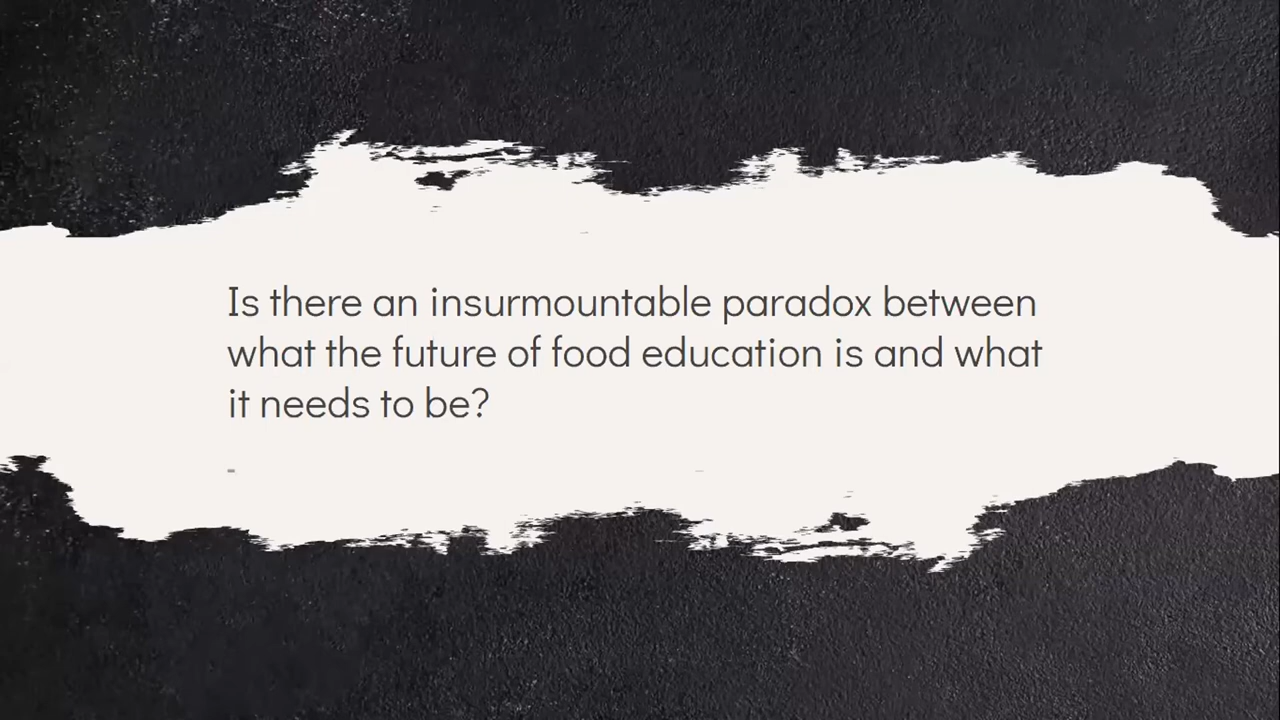 Is there an insurmountable paradox between
what the future of food education is and what
it needs to be?